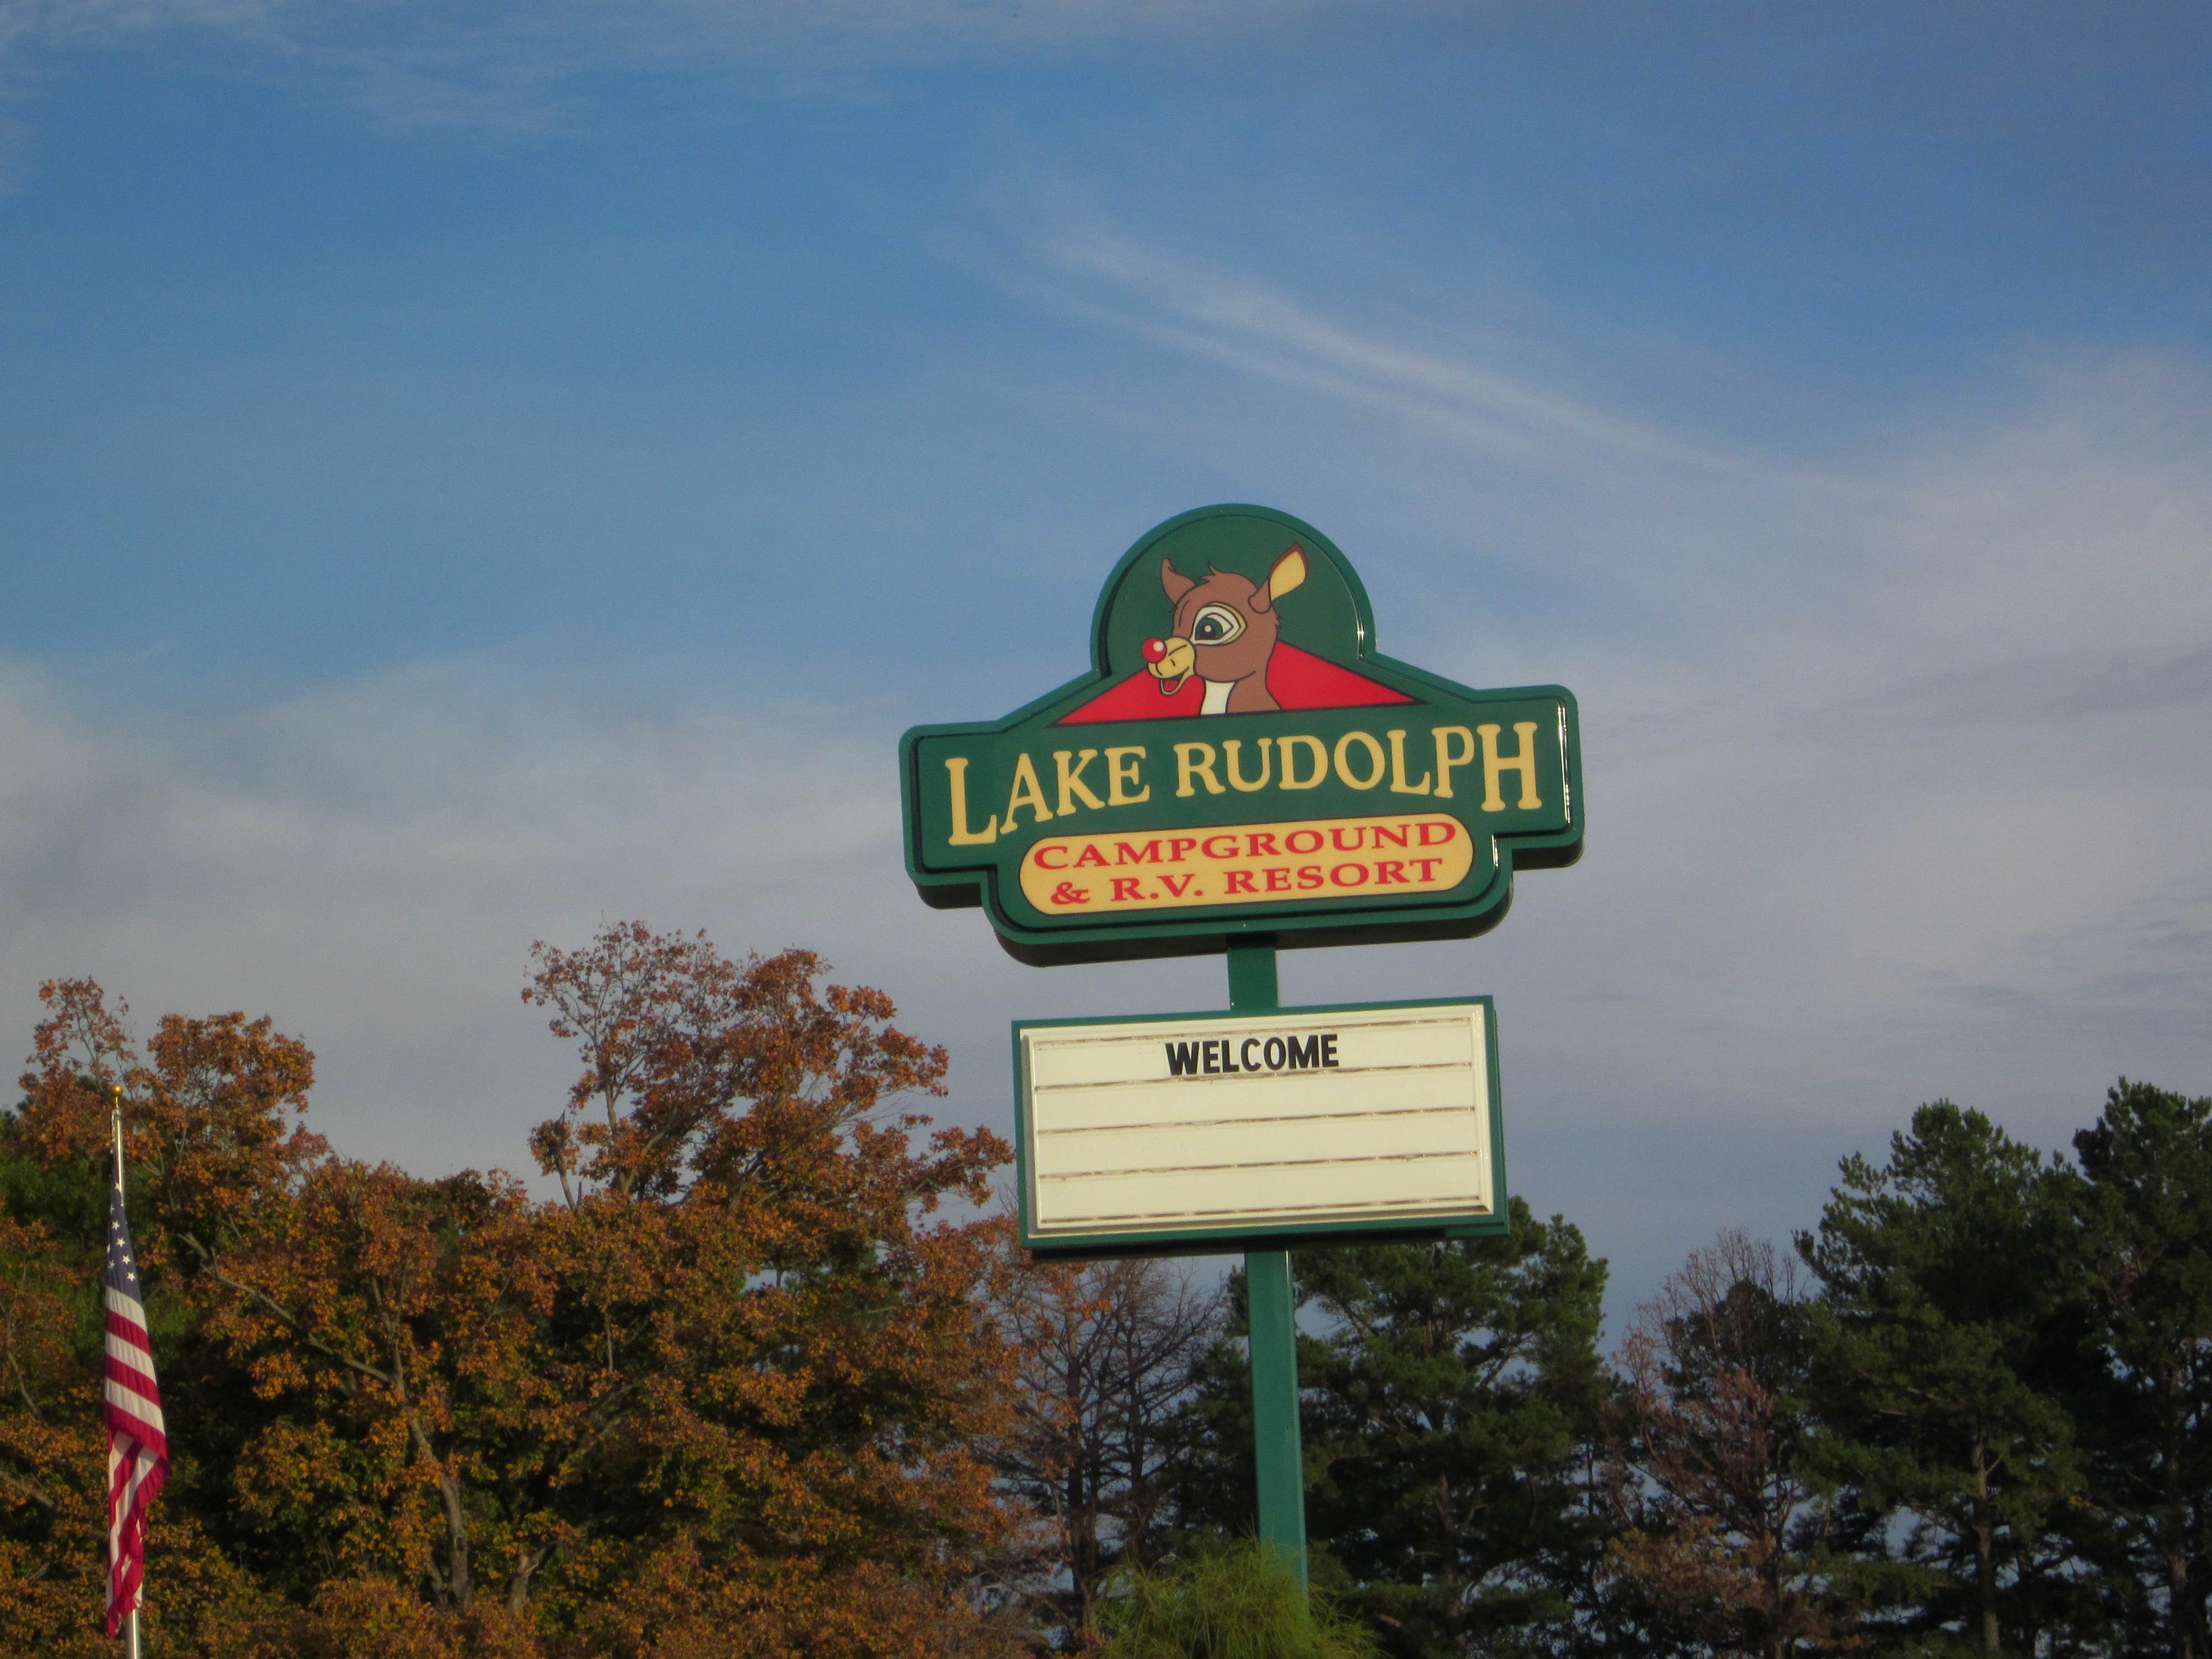 LAKE RUDOLPH
CAMPGROUND
& R.V. RESORT
WELCOME